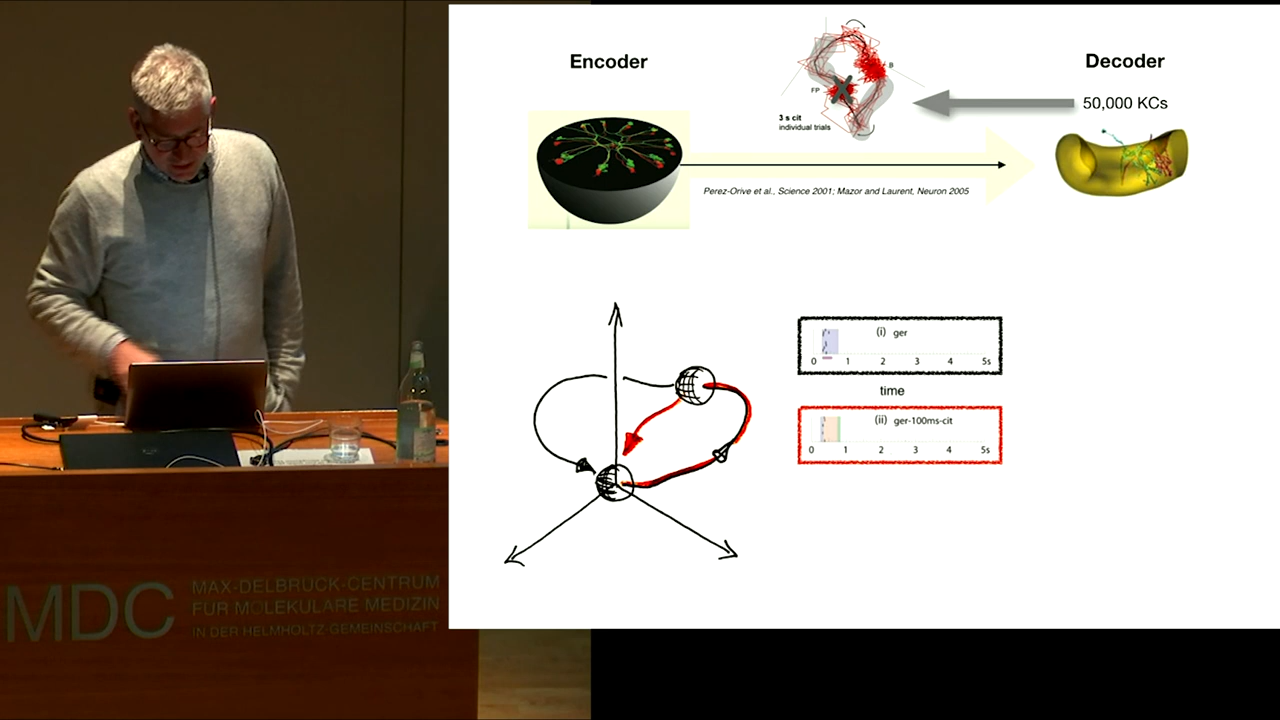 Encoder
Decoder
B
FP
50,000 KCs
3 s cit
individual trials
Perez-Orive et al., Science 2001; Mazor and Laurent, Neuron 2005
(i) ger
0 1 2 3 4 5s
time
(ii) ger-100ms-cit
0 1 2 3 4 5s
MDC
MAX-DELBRÜCK-CENTRUM
FÜR MOLEKULARE MEDIZIN
IN DER HELMHOLTZ-GEMEINSCHAFT